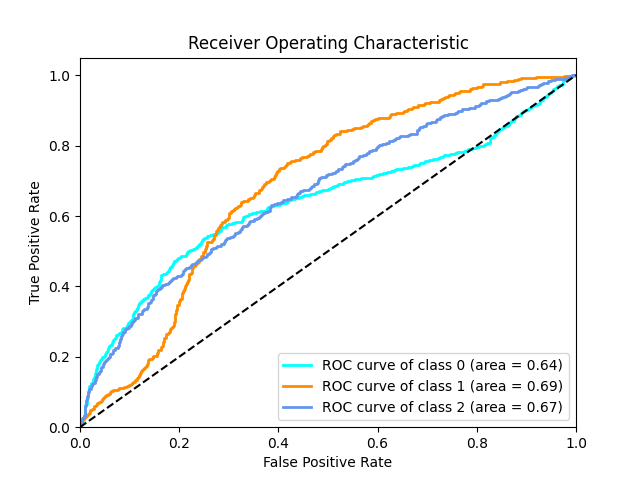 Receiver Operating Characteristic
True Positive Rate
1.0
0.8
0.6
0.4
0.2
0.0
ROC curve of class 0 (area = 0.64)
ROC curve of class 1 (area = 0.69)
ROC curve of class 2 (area = 0.67)
0.0 0.2 0.4 0.6 0.8 1.0
False Positive Rate